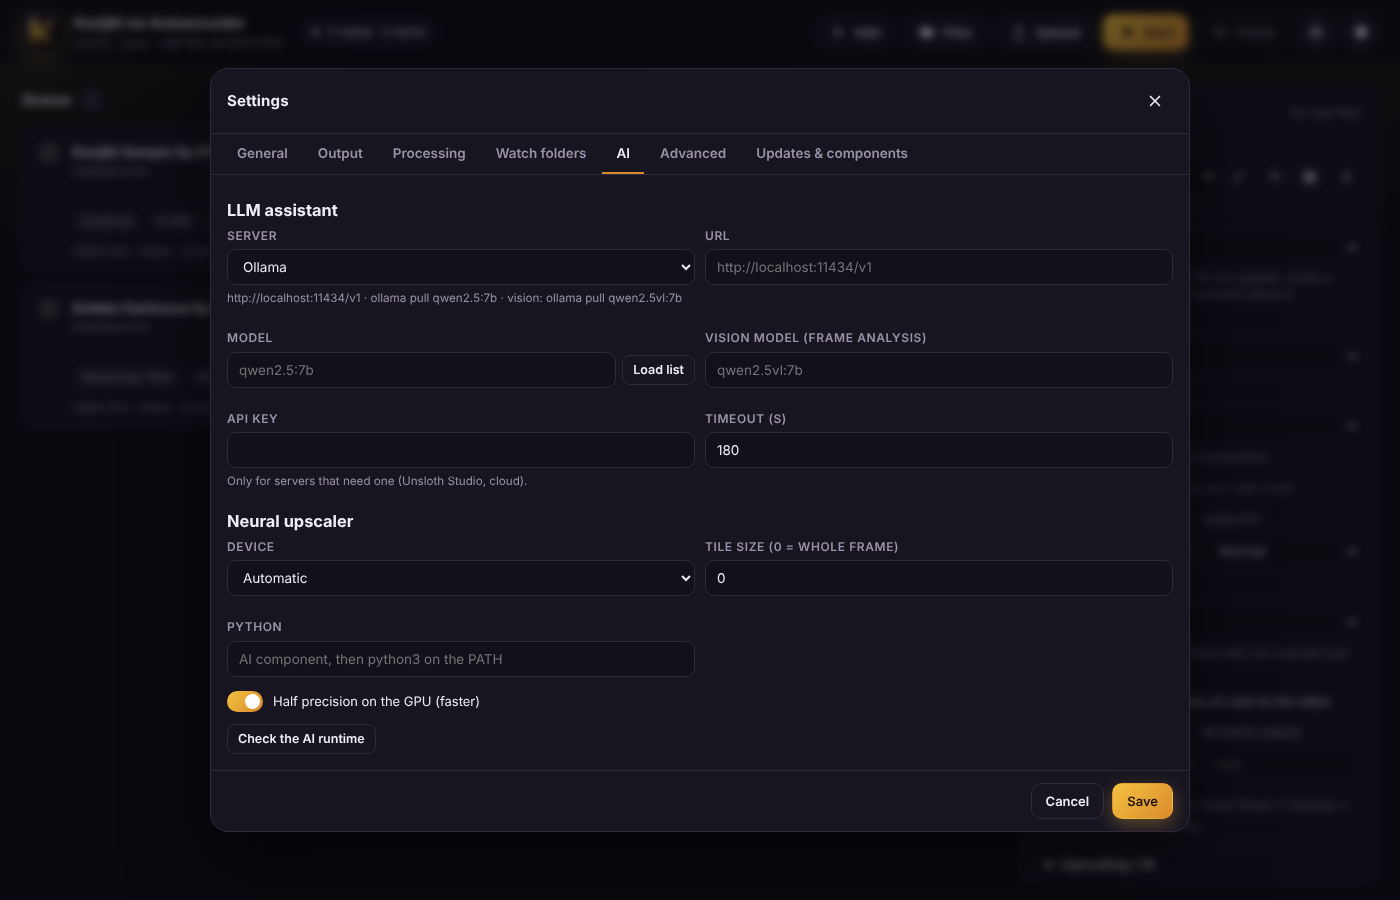 Settings
General Output Processing Watch folders AI Advanced Updates & components
LLM assistant
SERVER URL
Ollama http://localhost:11434/v1
http://localhost:11434/v1 · ollama pull qwen2.5:7b · vision: ollama pull qwen2.5vl:7b
MODEL VISION MODEL (FRAME ANALYSIS)
qwen2.5:7b Load list qwen2.5vl:7b
API KEY TIMEOUT (S)
180
Only for servers that need one (Unsloth Studio, cloud).
Neural upscaler
DEVICE TILE SIZE (0 = WHOLE FRAME)
Automatic 0
PYTHON
AI component, then python3 on the PATH
Half precision on the GPU (faster)
Check the AI runtime
Cancel Save